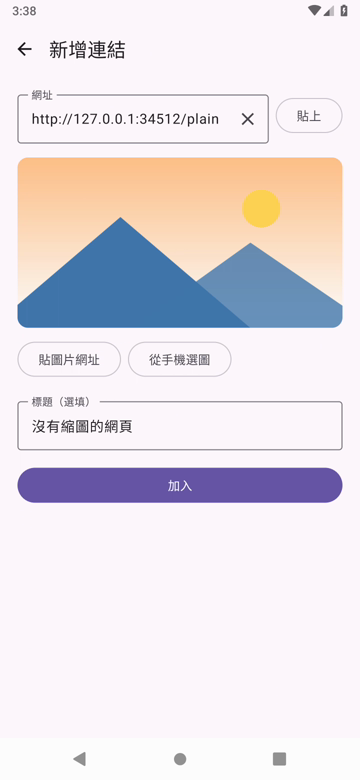 3:38
新增連結
網址
http://127.0.0.1:34512/plain
貼上
貼圖片網址
從手機選圖
標題（選填）
沒有縮圖的網頁
加入